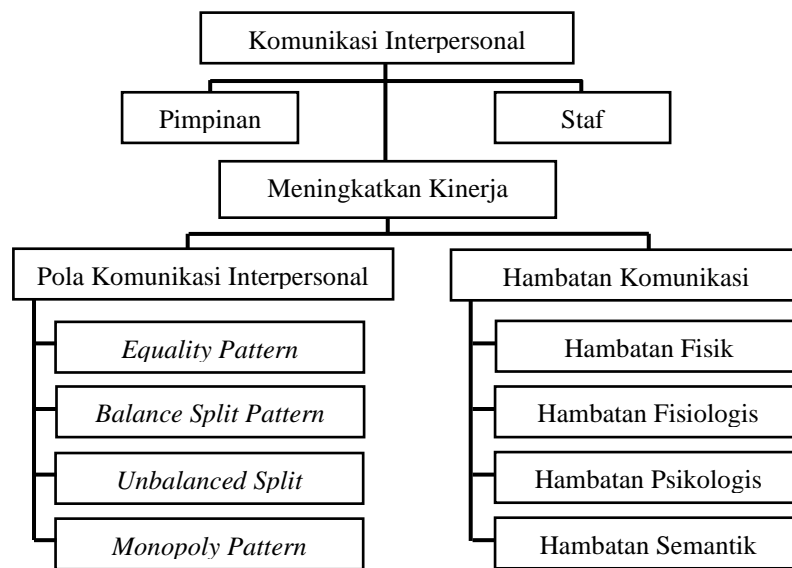 Komunikasi Interpersonal
Pimpinan
Staf
Meningkatkan Kinerja
Pola Komunikasi Interpersonal
Equality Pattern
Balance Split Pattern
Unbalanced Split
Monopoly Pattern
Hambatan Komunikasi
Hambatan Fisik
Hambatan Fisiologis
Hambatan Psikologis
Hambatan Semantik